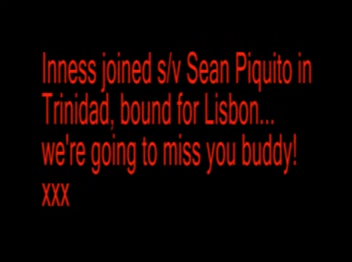 Inness joined s/v Sean Piquito in
Trinidad, bound for Lisbon...
we're going to miss you buddy!
xxx